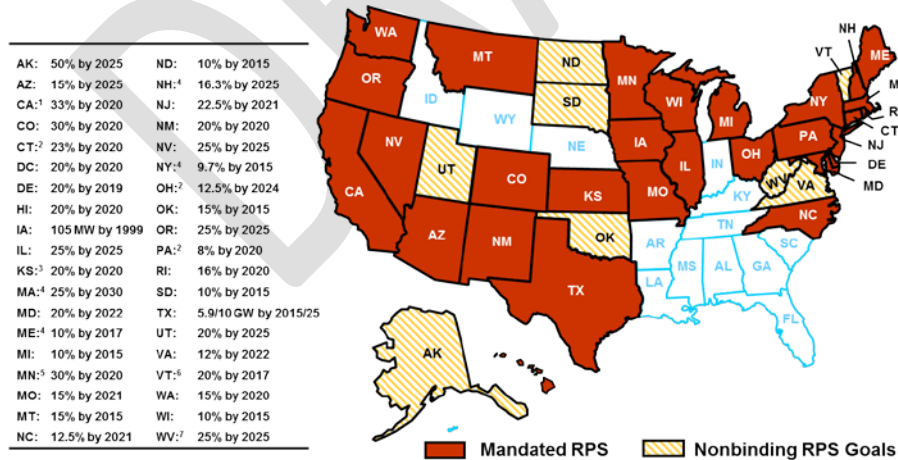 AK: 50% by 2025 ND: 10% by 2015
AZ: 15% by 2025 NH:⁴ 16.3% by 2025
CA:¹ 33% by 2020 NJ: 22.5% by 2021
CO: 30% by 2020 NM: 20% by 2020
CT:² 23% by 2020 NV: 25% by 2025
DC: 20% by 2020 NY:⁴ 9.7% by 2015
DE: 20% by 2019 OH:² 12.5% by 2024
HI: 20% by 2020 OK: 15% by 2015
IA: 105 MW by 1999 OR: 25% by 2025
IL: 25% by 2025 PA:² 8% by 2020
KS:³ 20% by 2020 RI: 16% by 2020
MA:⁴ 25% by 2030 SD: 10% by 2015
MD: 20% by 2022 TX: 5.9/10 GW by 2015/25
ME:⁴ 10% by 2017 UT: 20% by 2025
MI: 10% by 2015 VA: 12% by 2022
MN:⁵ 30% by 2020 VT:⁶ 20% by 2017
MO: 15% by 2021 WA: 15% by 2020
MT: 15% by 2015 WI: 10% by 2015
NC: 12.5% by 2021 WV:⁷ 25% by 2025
WA
MT
ND
MN
VT
NH
ME
M
OR
ID
SD
WI
MI
NY
R
CT
WY
NE
IA
PA
NJ
NV
UT
CO
IL
IN
OH
DE
MD
CA
KS
MO
WV
VA
KY
NC
AZ
NM
OK
AR
TN
SC
TX
LA
MS
AL
GA
FL
AK
Mandated RPS
Nonbinding RPS Goals